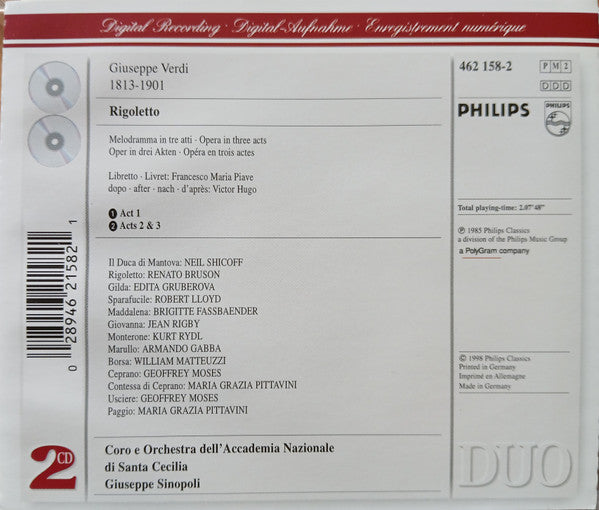 Digital Recording · Digital-Aufnahme · Enregistrement numérique
Giuseppe Verdi
1813-1901
Rigoletto
Melodramma in tre atti · Opera in three acts
Oper in drei Akten · Opéra en trois actes
Libretto · Livret: Francesco Maria Piave
dopo · after · nach · d'après: Victor Hugo
1 Act 1
2 Acts 2 & 3
Il Duca di Mantova: NEIL SHICOFF
Rigoletto: RENATO BRUSON
Gilda: EDITA GRUBEROVA
Sparafucile: ROBERT LLOYD
Maddalena: BRIGITTE FASSBAENDER
Giovanna: JEAN RIGBY
Monterone: KURT RYDL
Marullo: ARMANDO GABBA
Borsa: WILLIAM MATTEUZZI
Ceprano: GEOFFREY MOSES
Contessa di Ceprano: MARIA GRAZIA PITTAVINI
Usciere: GEOFFREY MOSES
Paggio: MARIA GRAZIA PITTAVINI
Coro e Orchestra dell'Accademia Nazionale
di Santa Cecilia
Giuseppe Sinopoli
0 28946 21582 1
2 CD
462 158-2
PM2
DDD
PHILIPS
PHILIPS
Total playing-time: 2.07'48"
Ⓟ 1985 Philips Classics
a division of the Philips Music Group
a PolyGram company
© 1998 Philips Classics
Printed in Germany
Imprimé en Allemagne
Made in Germany
DUO